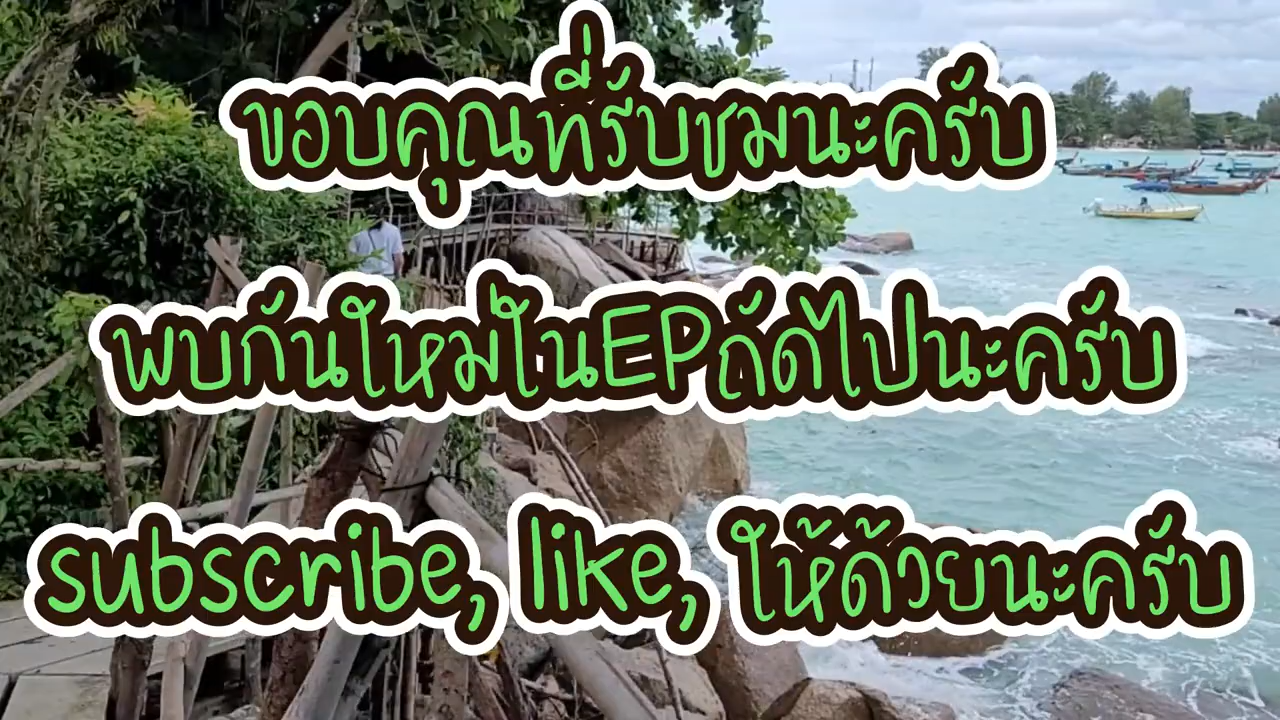 ขอบคุณที่รับชมนะครับ
พบกันใหม่ในEPถัดไปนะครับ
subscribe, like, ให้ด้วยนะครับ